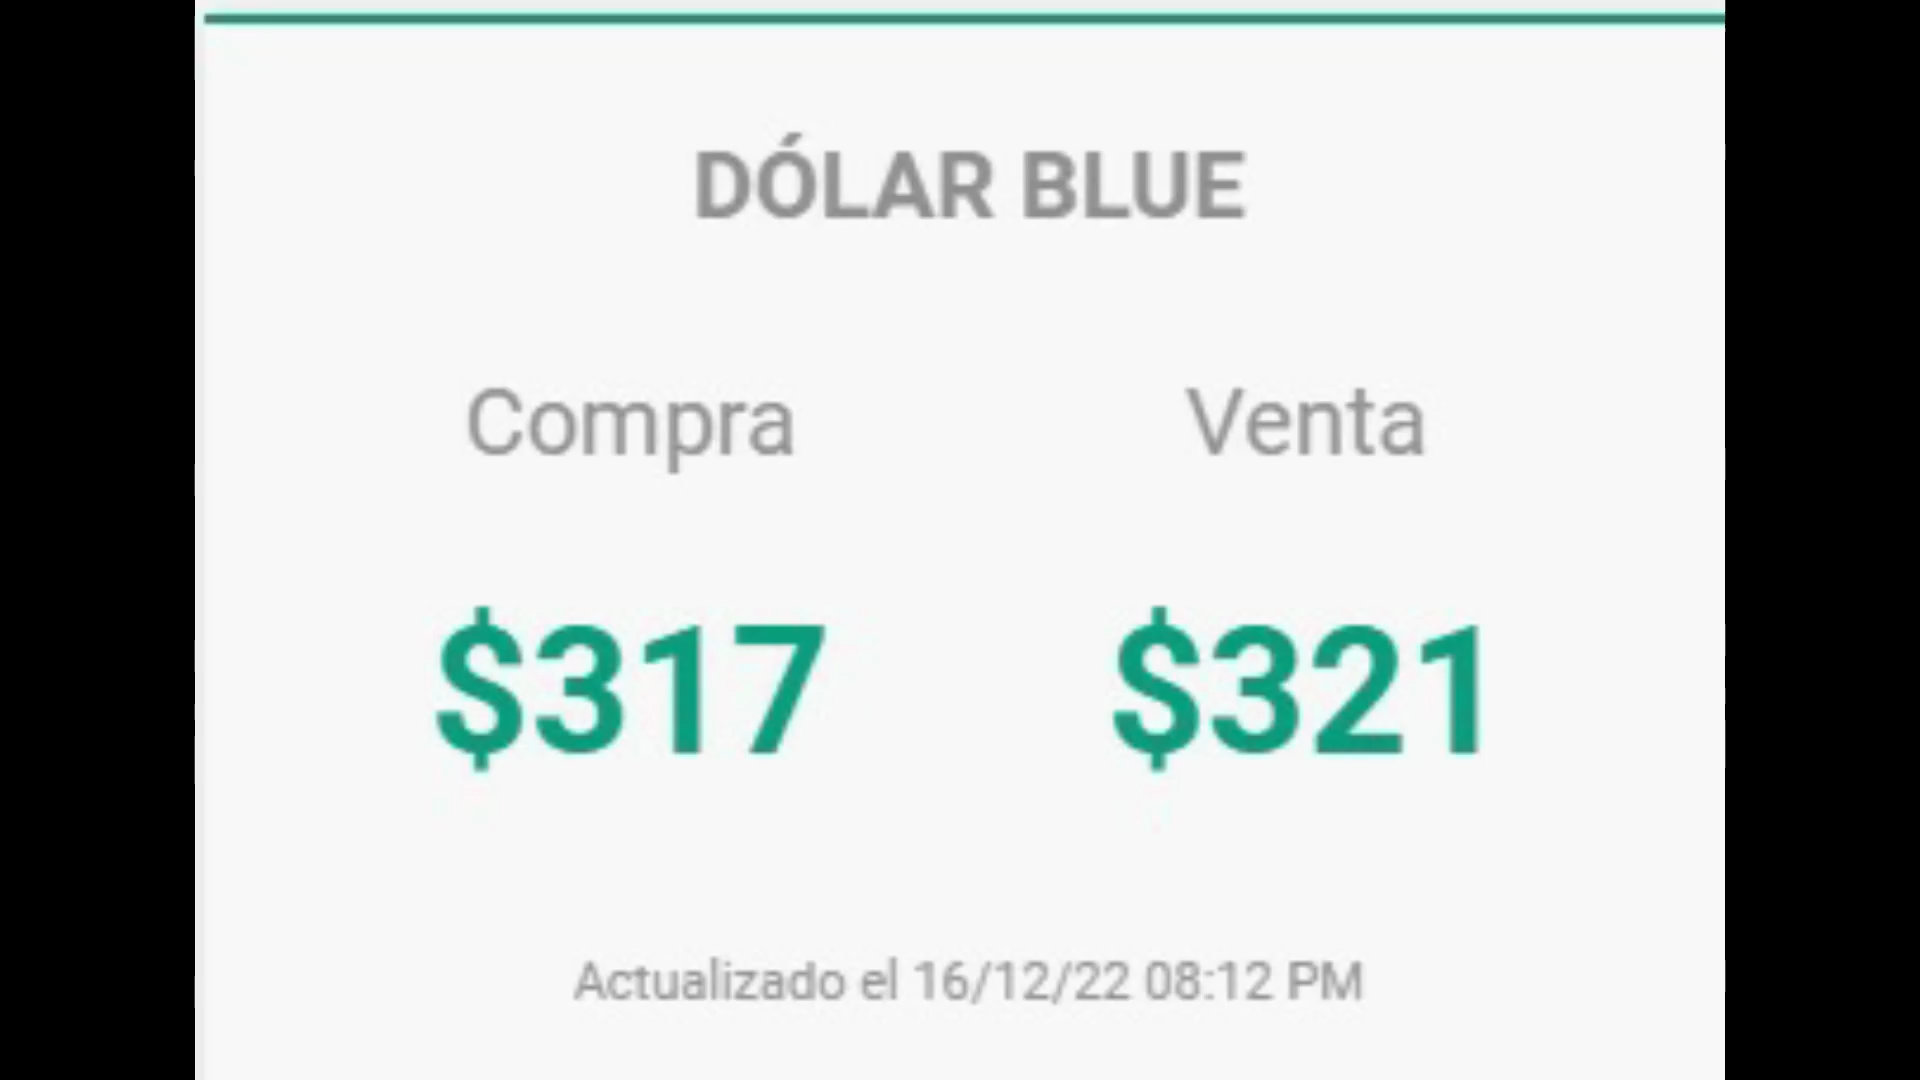 DÓLAR BLUE
Compra Venta
$317 $321
Actualizado el 16/12/22 08:12 PM